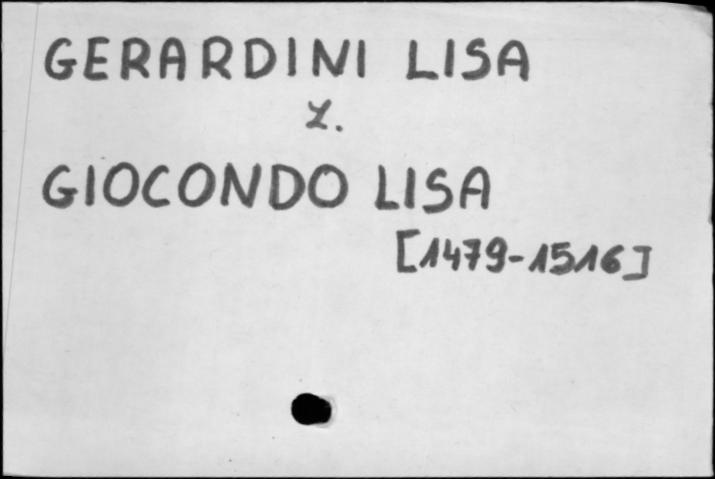 GERARDINI LISA
z.
GIOCONDO LISA
[1479-1516]